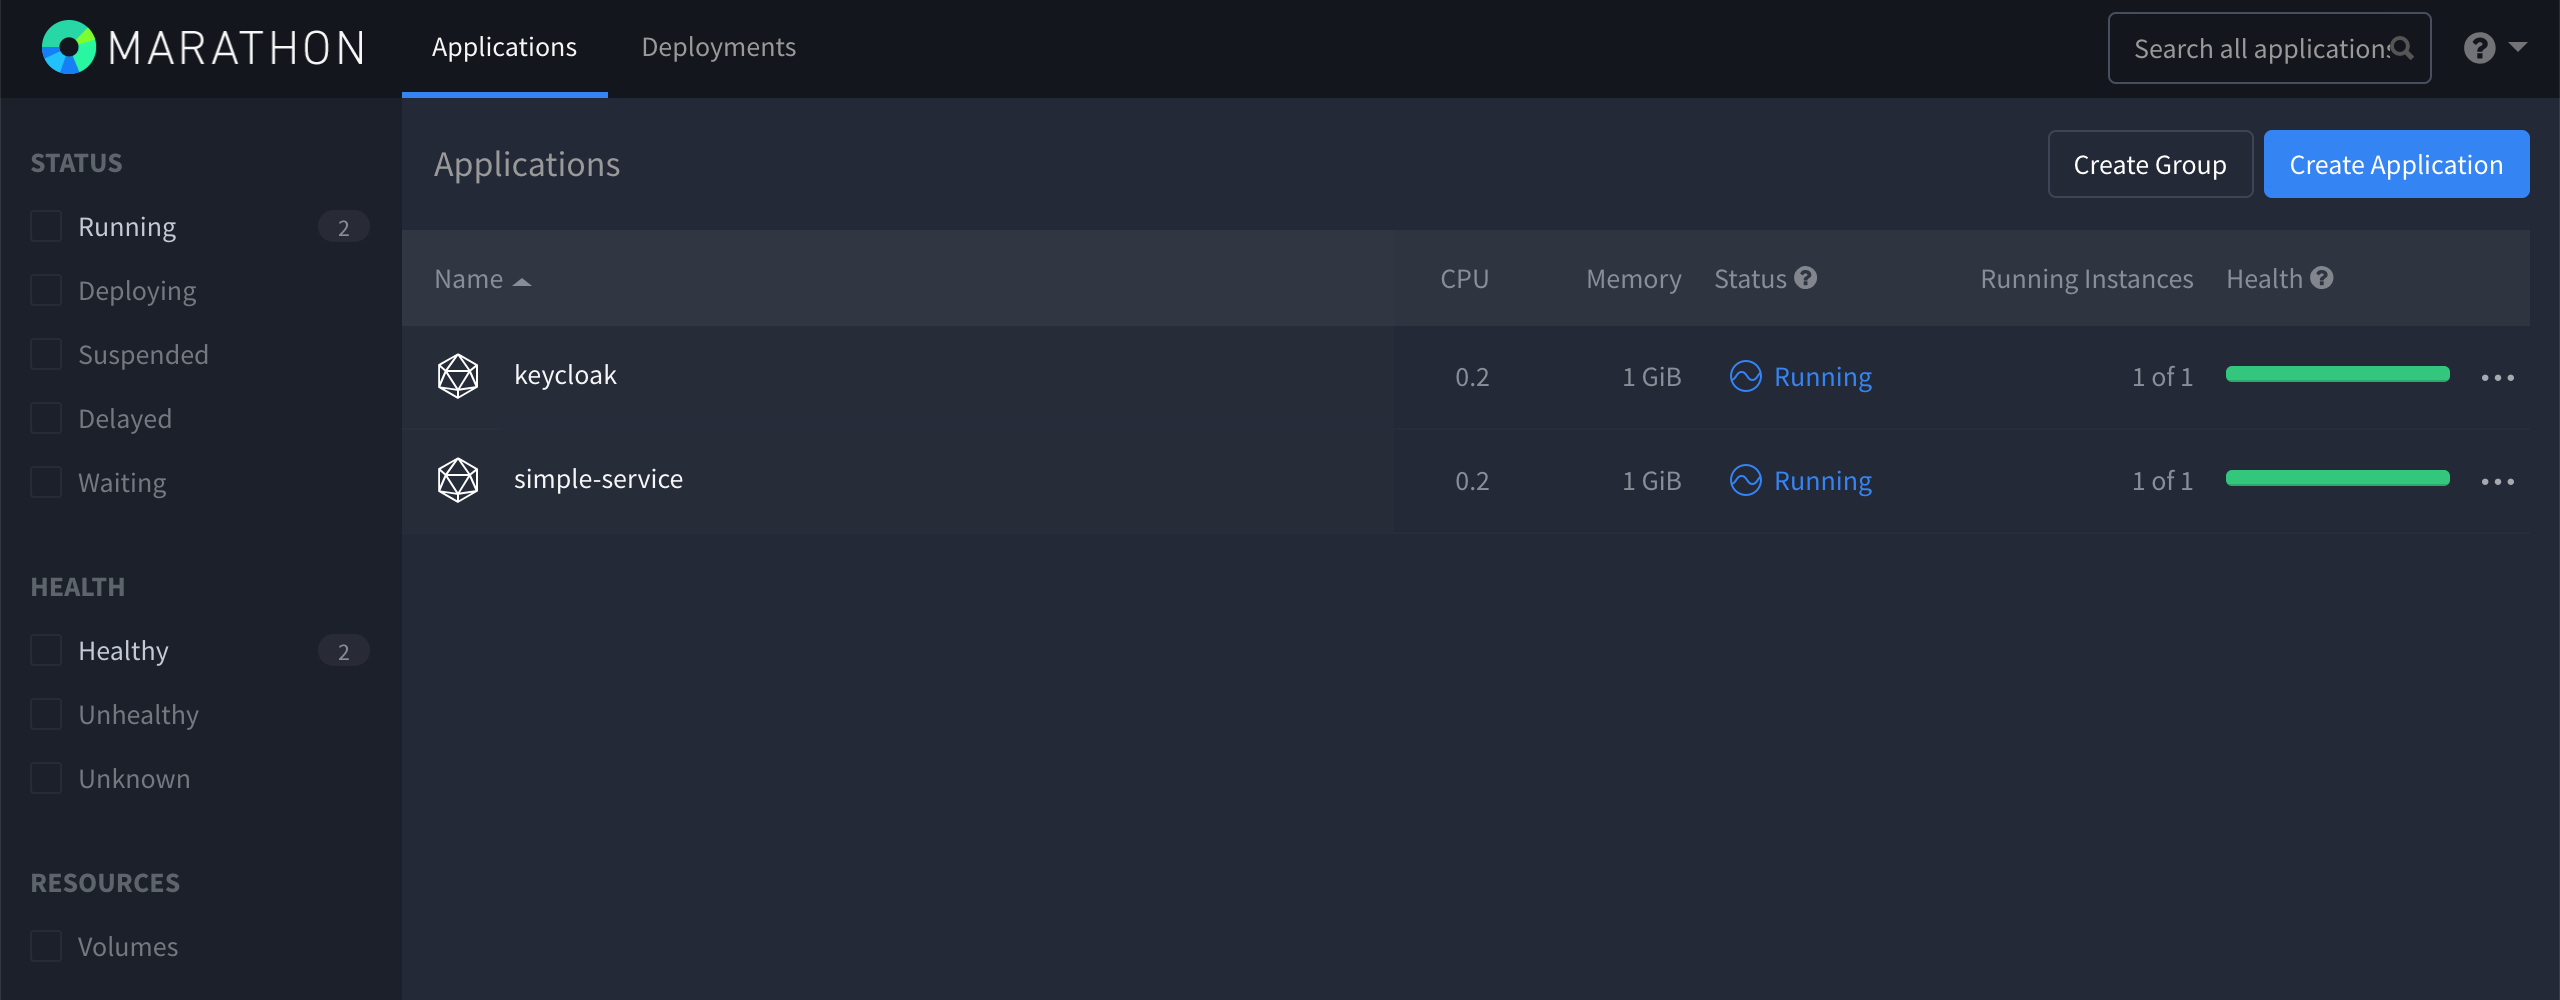 MARATHON
Applications
Deployments
Search all applications
STATUS
Running 2
Deploying
Suspended
Delayed
Waiting
HEALTH
Healthy 2
Unhealthy
Unknown
RESOURCES
Volumes
Applications
Create Group
Create Application
Name CPU Memory Status Running Instances Health
keycloak 0.2 1 GiB Running 1 of 1
simple-service 0.2 1 GiB Running 1 of 1